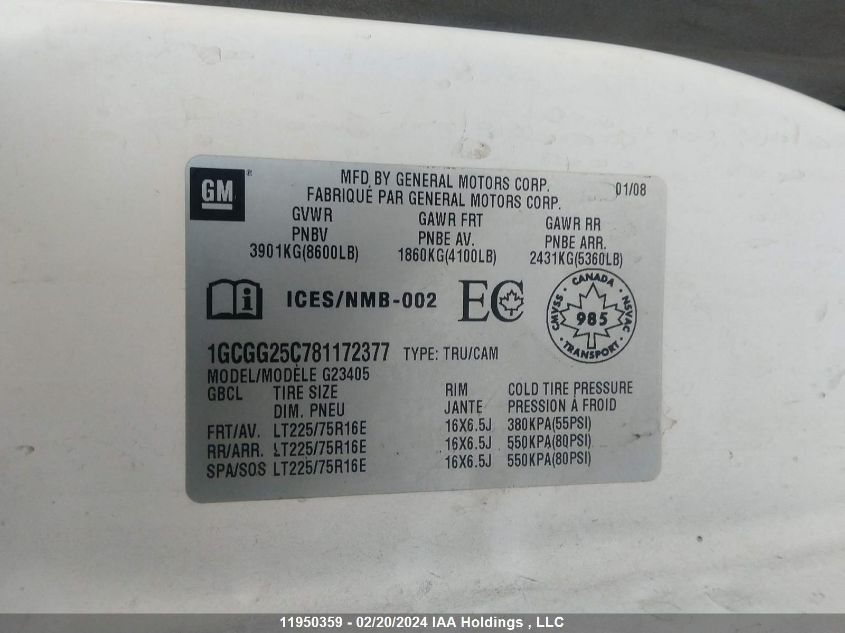 GM®
MFD BY GENERAL MOTORS CORP. 01/08
FABRIQUÉ PAR GENERAL MOTORS CORP.
GVWR GAWR FRT GAWR RR
PNBV PNBE AV. PNBE ARR.
3901KG(8600LB) 1860KG(4100LB) 2431KG(5360LB)
i ICES/NMB-002 EC
CANADA
CMVSS 985 NSVAC
TRANSPORT
1GCGG25C781172377 TYPE: TRU/CAM
MODEL/MODÈLE G23405
GBCL TIRE SIZE RIM COLD TIRE PRESSURE
DIM. PNEU JANTE PRESSION À FROID
FRT/AV. LT225/75R16E 16X6.5J 380KPA(55PSI)
RR/ARR. LT225/75R16E 16X6.5J 550KPA(80PSI)
SPA/SOS LT225/75R16E 16X6.5J 550KPA(80PSI)
11950359 - 02/20/2024 IAA Holdings , LLC